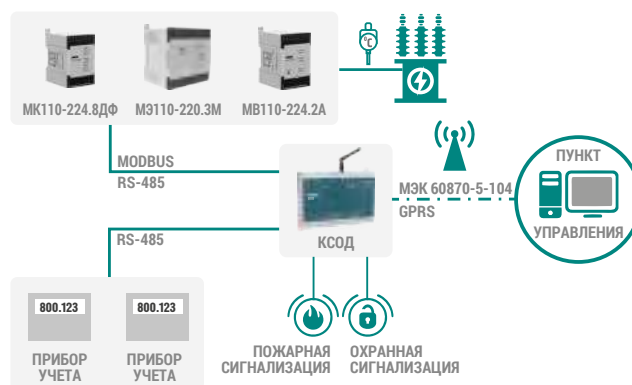 °C
МК110-224.8ДФ
МЭ110-220.3М
МВ110-224.2А
MODBUS
RS-485
RS-485
КСОД
МЭК 60870-5-104
GPRS
ПУНКТ
УПРАВЛЕНИЯ
800.123
800.123
ПРИБОР
УЧЕТА
ПРИБОР
УЧЕТА
ПОЖАРНАЯ
СИГНАЛИЗАЦИЯ
ОХРАННАЯ
СИГНАЛИЗАЦИЯ